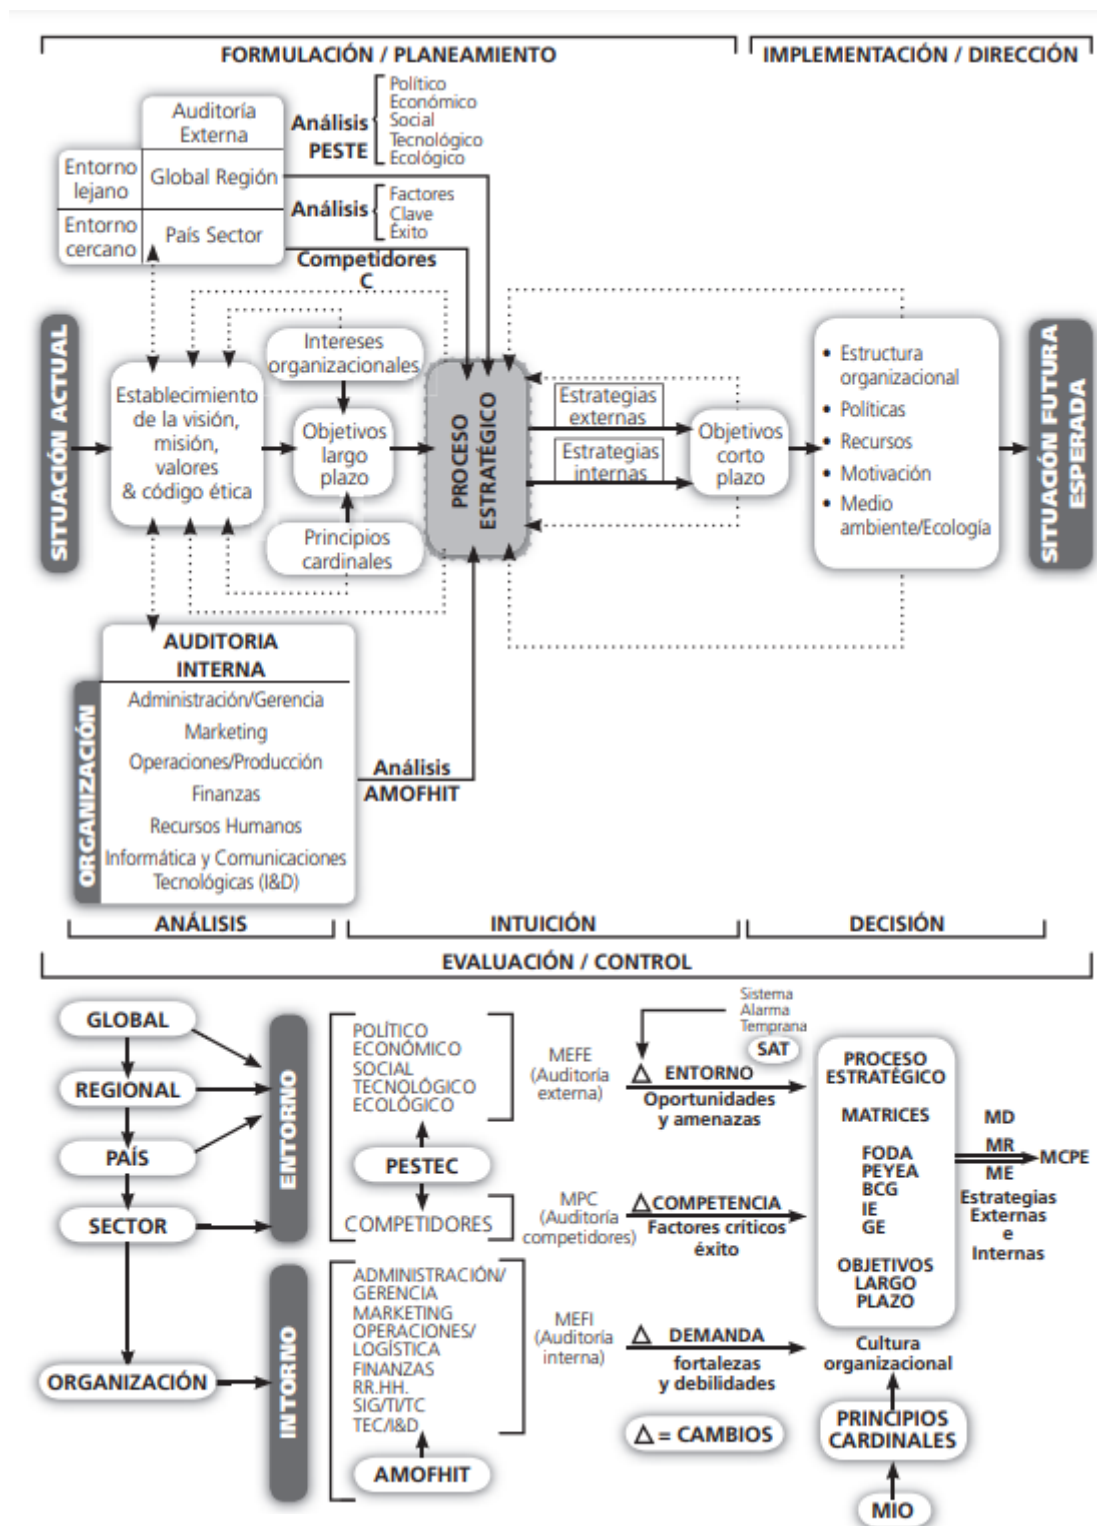 FORMULACIÓN / PLANEAMIENTO
IMPLEMENTACIÓN / DIRECCIÓN
Auditoría
Externa
Entorno
lejano
Global Región
Entorno
cercano
País Sector
Análisis
PESTE
Político
Económico
Social
Tecnológico
Ecológico
Análisis
Factores
Clave
Éxito
Competidores
C
SITUACIÓN ACTUAL
Establecimiento
de la visión,
misión,
valores
& código ética
Intereses
organizacionales
Objetivos
largo
plazo
Principios
cardinales
PROCESO
ESTRATÉGICO
Estrategias
externas
Estrategias
internas
Objetivos
corto
plazo
• Estructura
organizacional
• Políticas
• Recursos
• Motivación
• Medio
ambiente/Ecología
SITUACIÓN FUTURA
ESPERADA
ORGANIZACIÓN
AUDITORIA
INTERNA
Administración/Gerencia
Marketing
Operaciones/Producción
Finanzas
Recursos Humanos
Informática y Comunicaciones
Tecnológicas (I&D)
Análisis
AMOFHIT
ANÁLISIS
INTUICIÓN
DECISIÓN
EVALUACIÓN / CONTROL
GLOBAL
REGIONAL
PAÍS
SECTOR
ORGANIZACIÓN
ENTORNO
INTORNO
POLÍTICO
ECONÓMICO
SOCIAL
TECNOLÓGICO
ECOLÓGICO
PESTEC
COMPETIDORES
ADMINISTRACIÓN/
GERENCIA
MARKETING
OPERACIONES/
LOGÍSTICA
FINANZAS
RR.HH.
SIG/TI/TC
TEC/I&D
AMOFHIT
MEFE
(Auditoría
externa)
MPC
(Auditoría
competidores)
MEFI
(Auditoría
interna)
Sistema
Alarma
Temprana
SAT
Δ ENTORNO
Oportunidades
y amenazas
Δ COMPETENCIA
Factores críticos
éxito
Δ DEMANDA
fortalezas
y debilidades
Δ = CAMBIOS
PROCESO
ESTRATÉGICO
MATRICES
FODA
PEYEA
BCG
IE
GE
OBJETIVOS
LARGO
PLAZO
Cultura
organizacional
PRINCIPIOS
CARDINALES
MIO
MD
MR
ME
MCPE
Estrategias
Externas
e
Internas